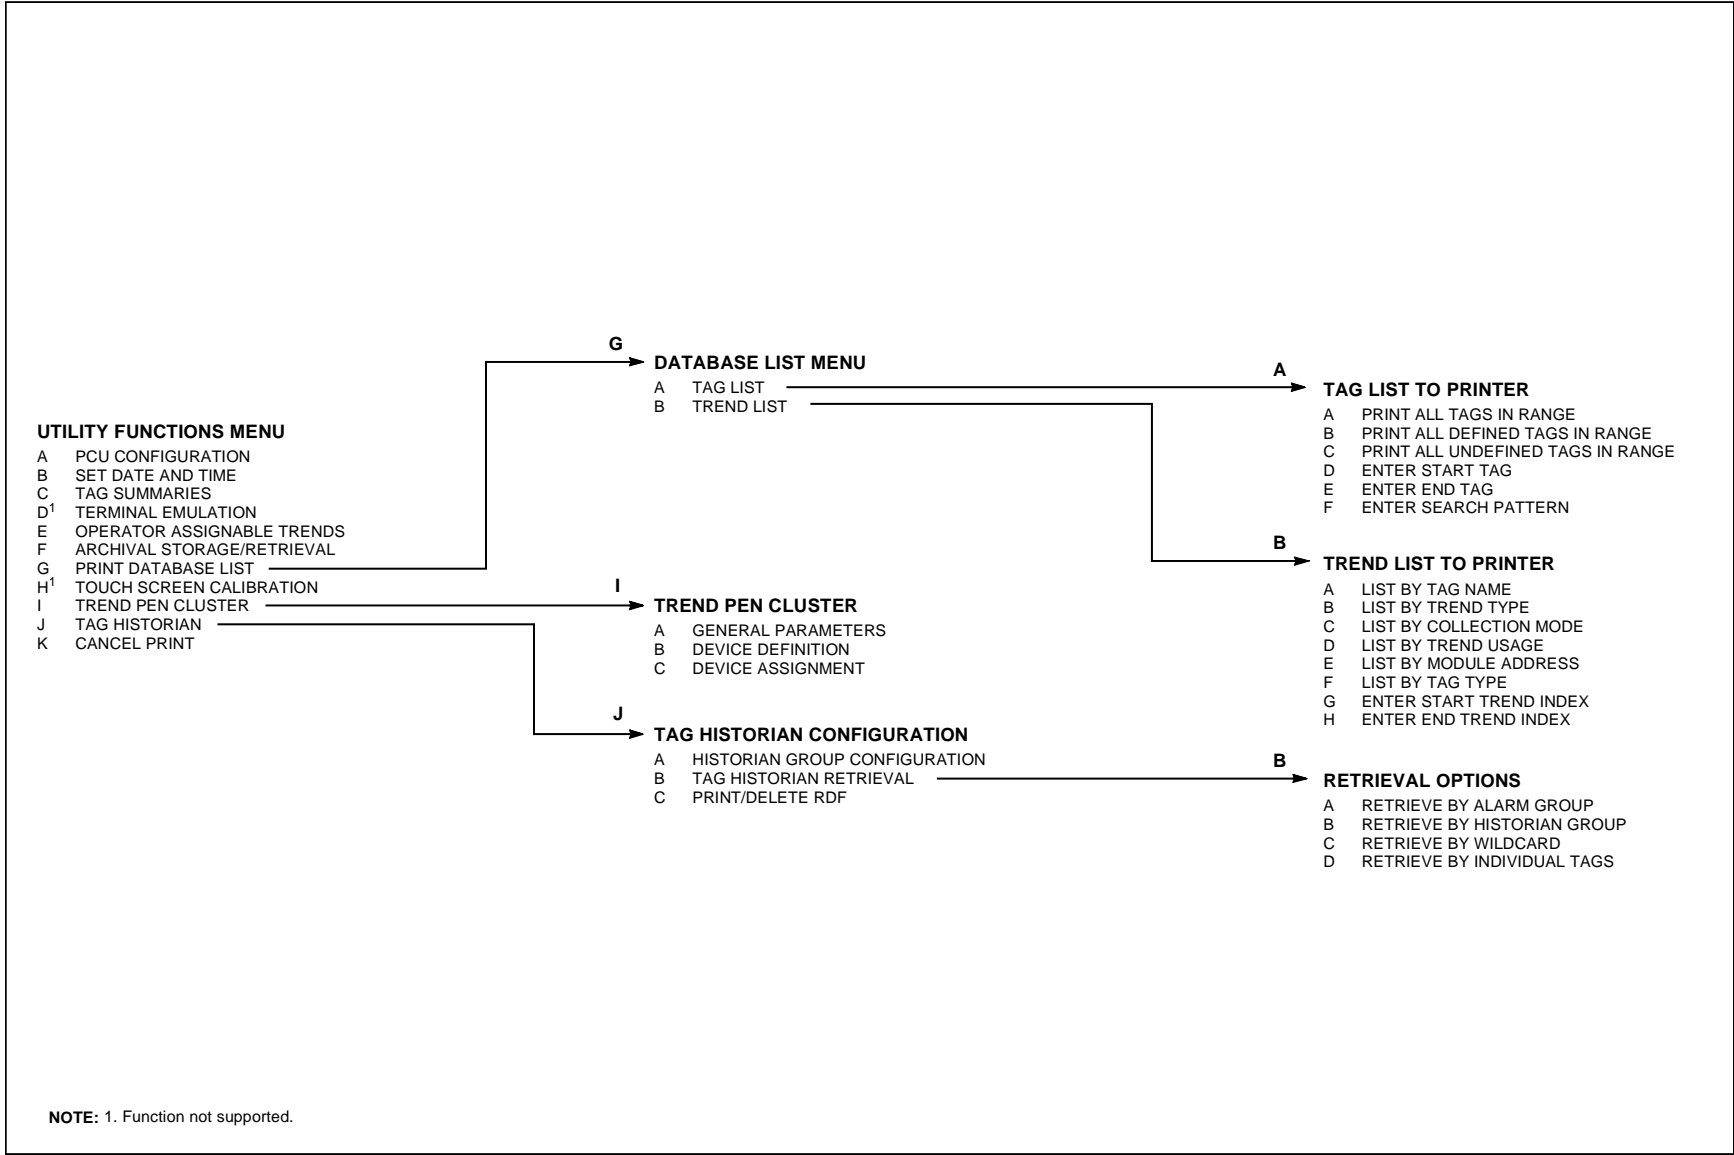 UTILITY FUNCTIONS MENU
A PCU CONFIGURATION
B SET DATE AND TIME
C TAG SUMMARIES
D1 TERMINAL EMULATION
E OPERATOR ASSIGNABLE TRENDS
F ARCHIVAL STORAGE/RETRIEVAL
G PRINT DATABASE LIST
H1 TOUCH SCREEN CALIBRATION
I TREND PEN CLUSTER
J TAG HISTORIAN
K CANCEL PRINT
G
DATABASE LIST MENU
A TAG LIST
B TREND LIST
I
TREND PEN CLUSTER
A GENERAL PARAMETERS
B DEVICE DEFINITION
C DEVICE ASSIGNMENT
J
TAG HISTORIAN CONFIGURATION
A HISTORIAN GROUP CONFIGURATION
B TAG HISTORIAN RETRIEVAL
C PRINT/DELETE RDF
A
TAG LIST TO PRINTER
A PRINT ALL TAGS IN RANGE
B PRINT ALL DEFINED TAGS IN RANGE
C PRINT ALL UNDEFINED TAGS IN RANGE
D ENTER START TAG
E ENTER END TAG
F ENTER SEARCH PATTERN
B
TREND LIST TO PRINTER
A LIST BY TAG NAME
B LIST BY TREND TYPE
C LIST BY COLLECTION MODE
D LIST BY TREND USAGE
E LIST BY MODULE ADDRESS
F LIST BY TAG TYPE
G ENTER START TREND INDEX
H ENTER END TREND INDEX
B
RETRIEVAL OPTIONS
A RETRIEVE BY ALARM GROUP
B RETRIEVE BY HISTORIAN GROUP
C RETRIEVE BY WILDCARD
D RETRIEVE BY INDIVIDUAL TAGS
NOTE: 1. Function not supported.